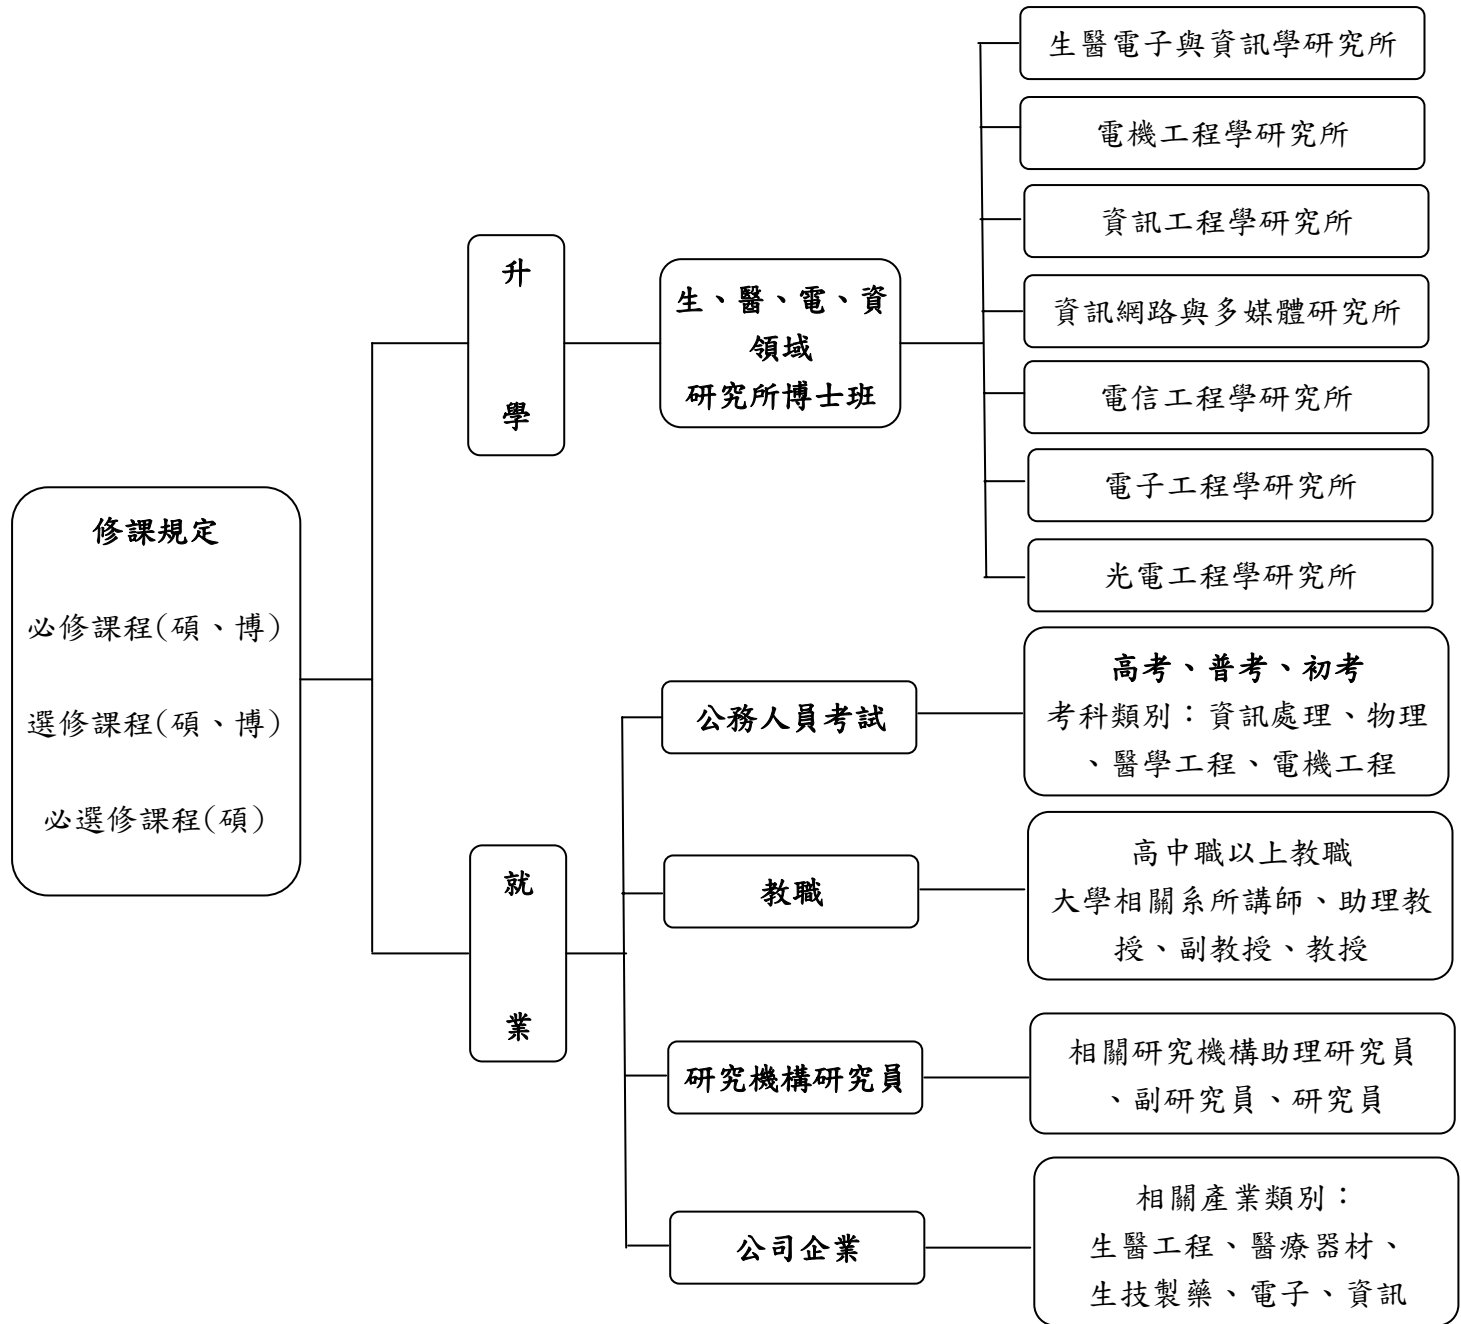 修課規定
必修課程(碩、博)
選修課程(碩、博)
必選修課程(碩)
升
學
生、醫、電、資
領域
研究所博士班
生醫電子與資訊學研究所
電機工程學研究所
資訊工程學研究所
資訊網路與多媒體研究所
電信工程學研究所
電子工程學研究所
光電工程學研究所
就
業
公務人員考試
高考、普考、初考
考科類別：資訊處理、物理
、醫學工程、電機工程
教職
高中職以上教職
大學相關系所講師、助理教
授、副教授、教授
研究機構研究員
相關研究機構助理研究員
、副研究員、研究員
公司企業
相關產業類別：
生醫工程、醫療器材、
生技製藥、電子、資訊